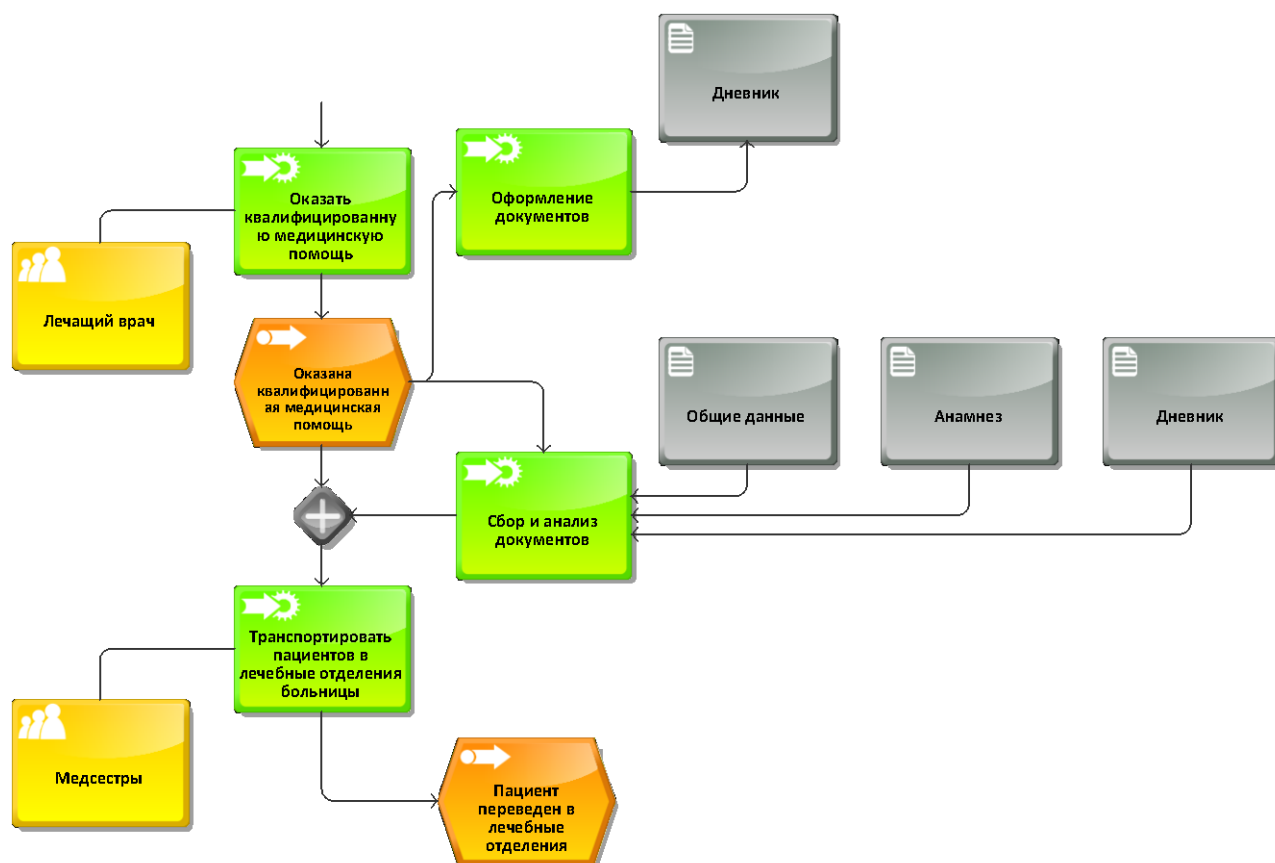 Дневник
Оказать
квалифицированну
ю медицинскую
помощь
Оформление
документов
Лечащий врач
Оказана
квалифицированн
ая медицинская
помощь
Общие данные
Анамнез
Дневник
Сбор и анализ
документов
Транспортировать
пациентов в
лечебные отделения
больницы
Медсестры
Пациент
переведен в
лечебные
отделения